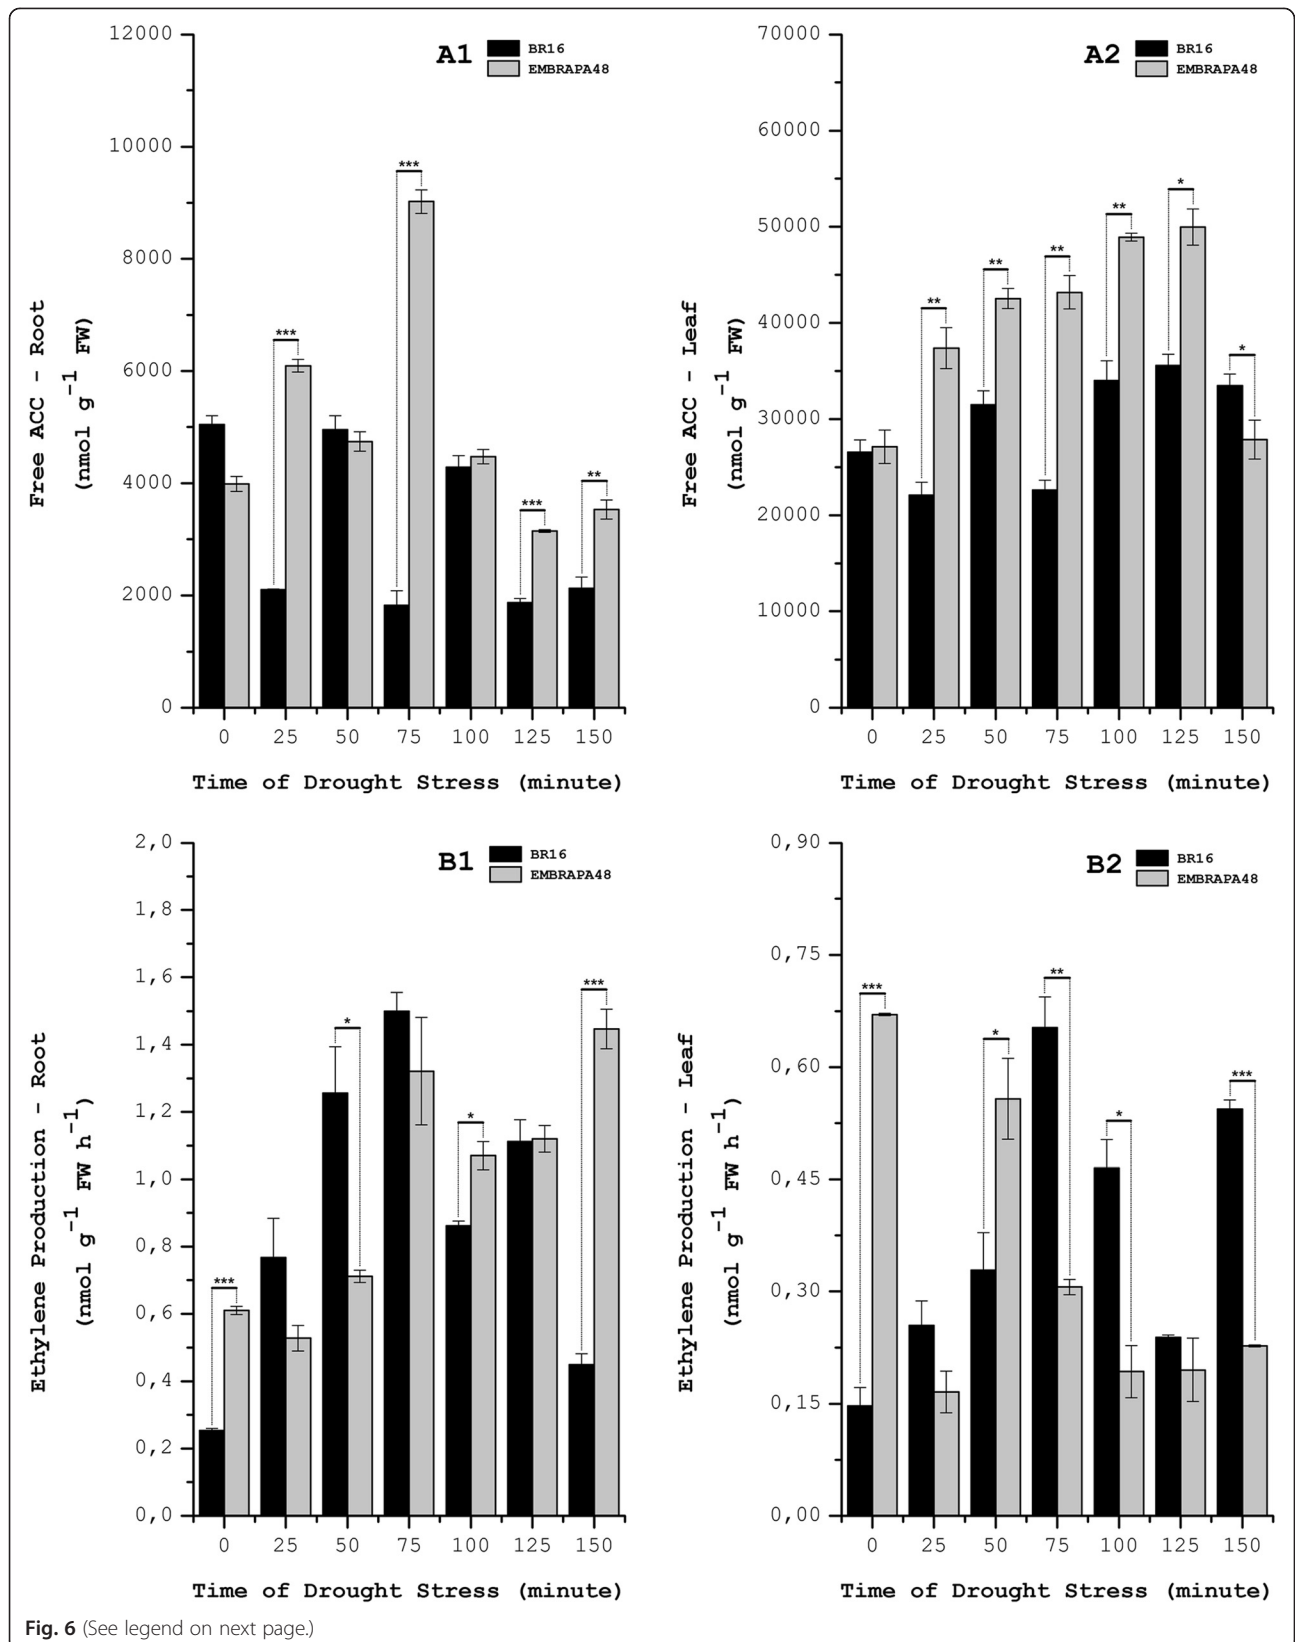 A1
BR16
EMBRAPA48
Free ACC - Root
(nmol g⁻¹ FW)
12000
10000
8000
6000
4000
2000
0
***
***
***
**
0 25 50 75 100 125 150
Time of Drought Stress (minute)
A2
BR16
EMBRAPA48
Free ACC - Leaf
(nmol g⁻¹ FW)
70000
60000
50000
40000
30000
20000
10000
0
**
**
**
**
*
*
0 25 50 75 100 125 150
Time of Drought Stress (minute)
B1
BR16
EMBRAPA48
Ethylene Production - Root
(nmol g⁻¹ FW h⁻¹)
2,0
1,8
1,6
1,4
1,2
1,0
0,8
0,6
0,4
0,2
0,0
***
*
*
***
0 25 50 75 100 125 150
Time of Drought Stress (minute)
B2
BR16
EMBRAPA48
Ethylene Production - Leaf
(nmol g⁻¹ FW h⁻¹)
0,90
0,75
0,60
0,45
0,30
0,15
0,00
***
*
**
*
***
0 25 50 75 100 125 150
Time of Drought Stress (minute)
Fig. 6 (See legend on next page.)